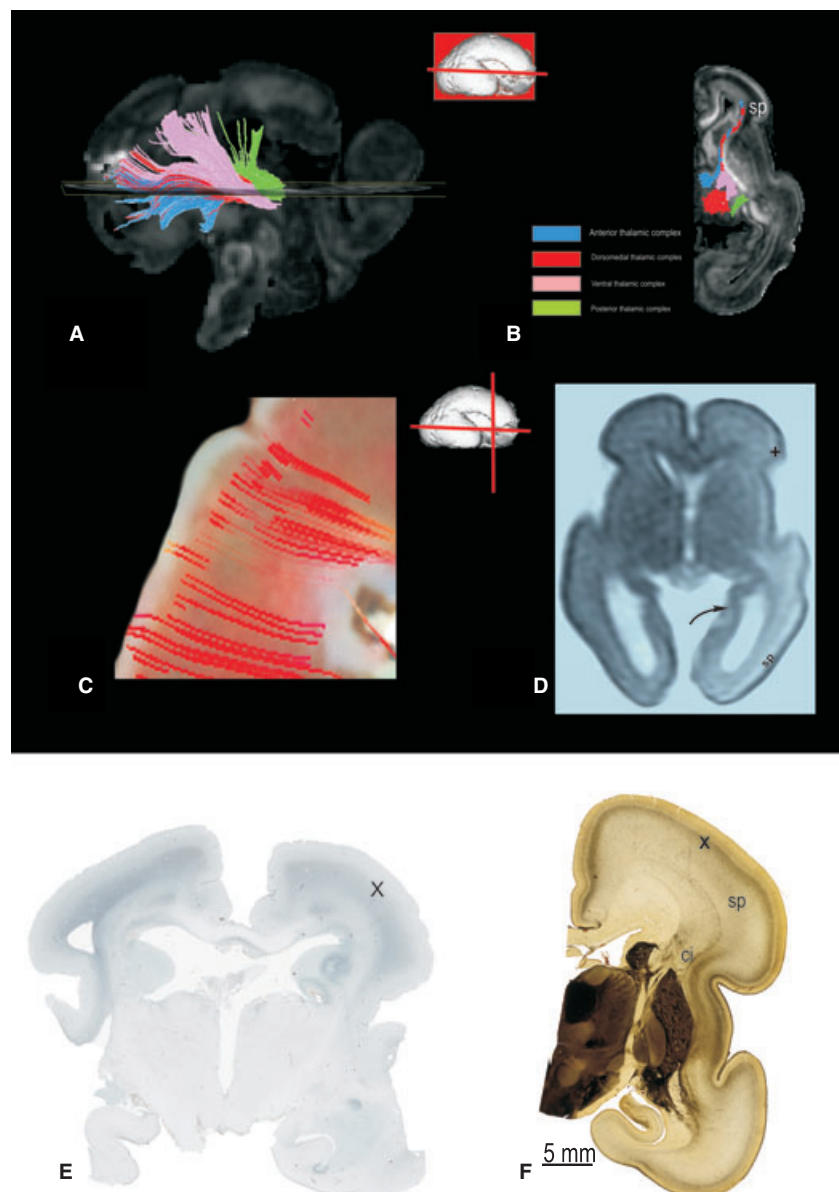 sp
Anterior thalamic complex
Dorsomedial thalamic complex
Ventral thalamic complex
Posterior thalamic complex
A
B
+
sp
C
D
X
x
sp
ci
E
F
5 mm